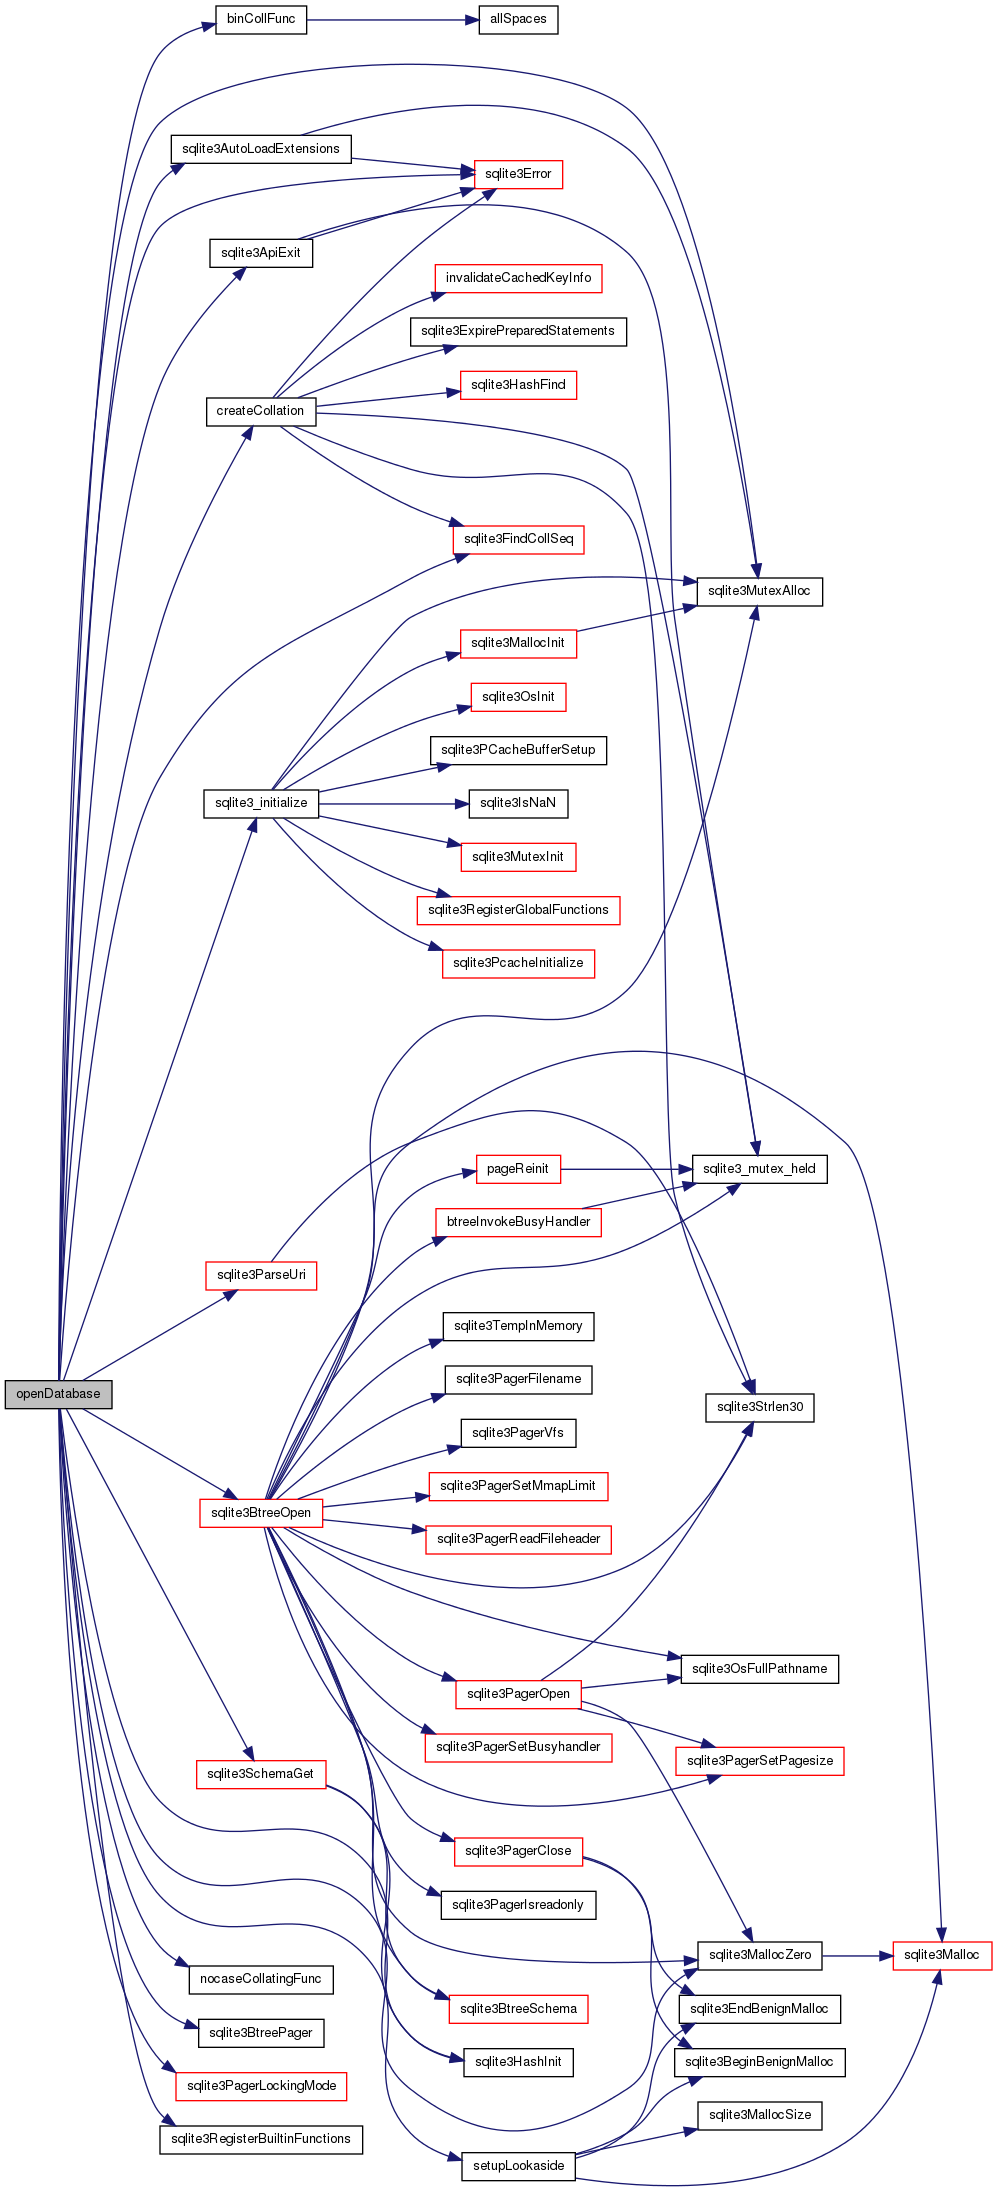 binCollFunc
allSpaces
sqlite3AutoLoadExtensions
sqlite3Error
sqlite3ApiExit
invalidateCachedKeyInfo
sqlite3ExpirePreparedStatements
sqlite3HashFind
createCollation
sqlite3FindCollSeq
sqlite3MutexAlloc
sqlite3MallocInit
sqlite3OsInit
sqlite3PCacheBufferSetup
sqlite3_initialize
sqlite3IsNaN
sqlite3MutexInit
sqlite3RegisterGlobalFunctions
sqlite3PcacheInitialize
pageReinit
sqlite3_mutex_held
btreeInvokeBusyHandler
sqlite3ParseUri
sqlite3TempInMemory
sqlite3PagerFilename
openDatabase
sqlite3Strlen30
sqlite3PagerVfs
sqlite3PagerSetMmapLimit
sqlite3BtreeOpen
sqlite3PagerReadFileheader
sqlite3OsFullPathname
sqlite3PagerOpen
sqlite3PagerSetBusyhandler
sqlite3PagerSetPagesize
sqlite3SchemaGet
sqlite3PagerClose
sqlite3PagerIsreadonly
sqlite3MallocZero
sqlite3Malloc
nocaseCollatingFunc
sqlite3BtreeSchema
sqlite3EndBenignMalloc
sqlite3BtreePager
sqlite3HashInit
sqlite3BeginBenignMalloc
sqlite3PagerLockingMode
sqlite3MallocSize
sqlite3RegisterBuiltinFunctions
setupLookaside